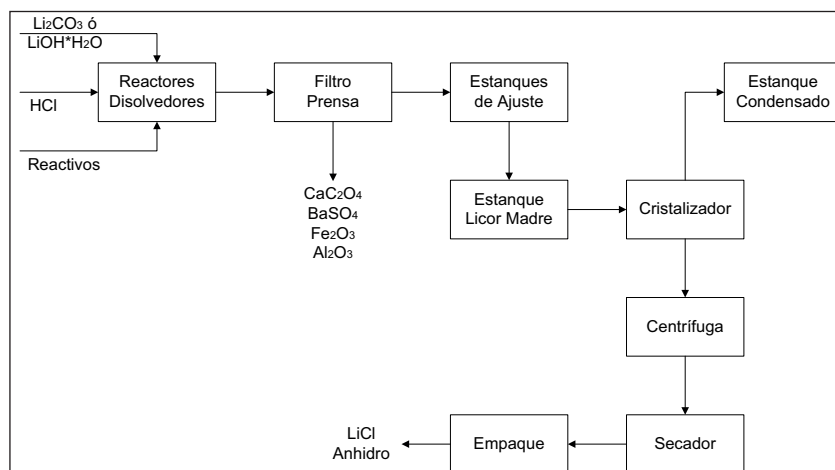 Li₂CO₃ ó
LiOH*H₂O
HCl
Reactivos
Reactores
Disolvedores
Filtro
Prensa
CaC₂O₄
BaSO₄
Fe₂O₃
Al₂O₃
Estanques
de Ajuste
Estanque
Licor Madre
Cristalizador
Estanque
Condensado
Centrífuga
Secador
Empaque
LiCl
Anhidro